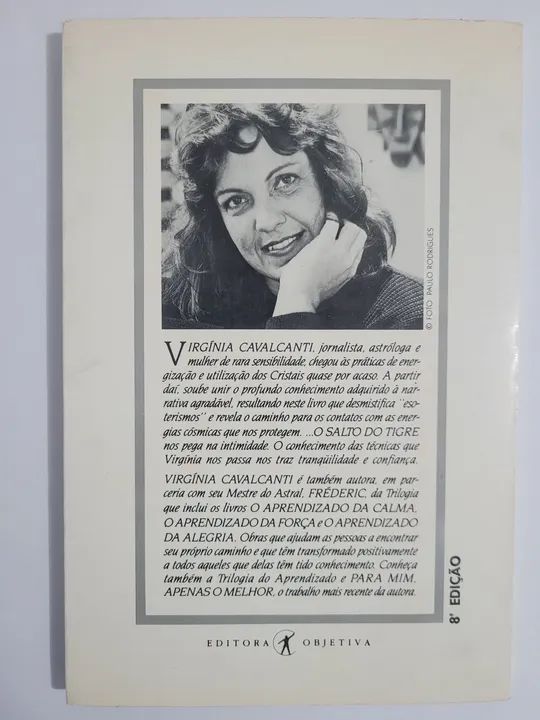 © FOTO PAULO RODRIGUES
VIRGÍNIA CAVALCANTI, jornalista, astróloga e
mulher de rara sensibilidade, chegou às práticas de ener-
gização e utilização dos Cristais quase por acaso. A partir
daí, soube unir o profundo conhecimento adquirido à nar-
rativa agradável, resultando neste livro que desmistifica "eso-
terismos" e revela o caminho para os contatos com as ener-
gias cósmicas que nos protegem. ...O SALTO DO TIGRE
nos pega na intimidade. O conhecimento das técnicas que
Virgínia nos passa nos traz tranqüilidade e confiança.
VIRGÍNIA CAVALCANTI é também autora, em par-
ceria com seu Mestre do Astral, FRÉDERIC, da Trilogia
que inclui os livros O APRENDIZADO DA CALMA,
O APRENDIZADO DA FORÇA e O APRENDIZADO
DA ALEGRIA. Obras que ajudam as pessoas a encontrar
seu próprio caminho e que têm transformado positivamente
a todos aqueles que delas têm tido conhecimento. Conheça
também a Trilogia do Aprendizado e PARA MIM,
APENAS O MELHOR, o trabalho mais recente da autora.
8ª EDIÇÃO
EDITORA OBJETIVA